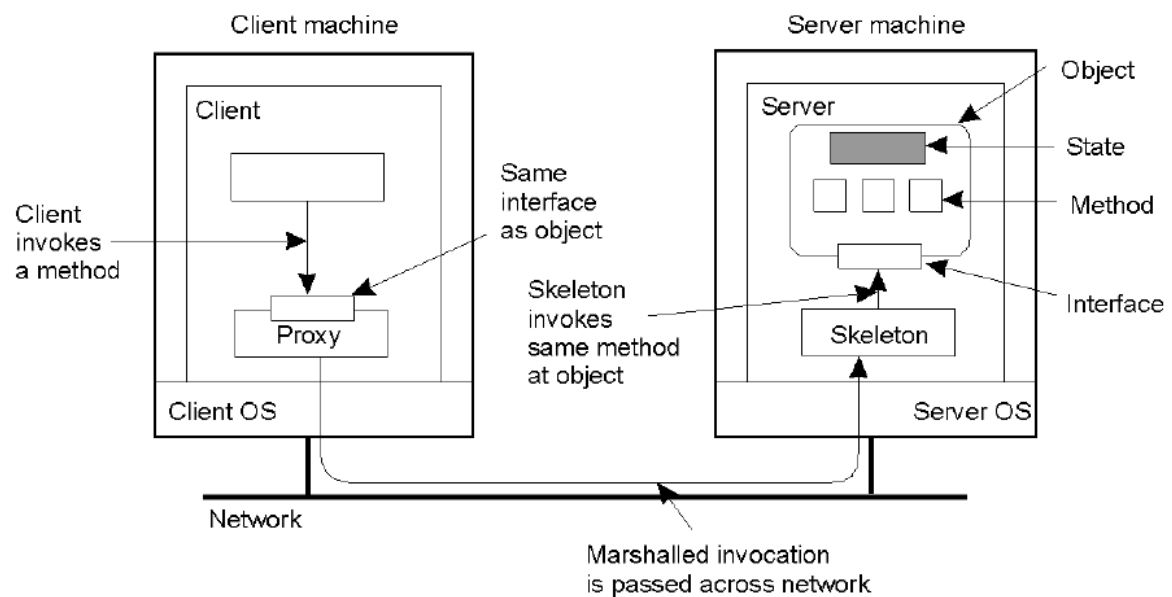 Client machine
Server machine
Object
Client
Server
State
Same
interface
as object
Method
Client
invokes
a method
Skeleton
invokes
same method
at object
Interface
Proxy
Skeleton
Client OS
Server OS
Network
Marshalled invocation
is passed across network